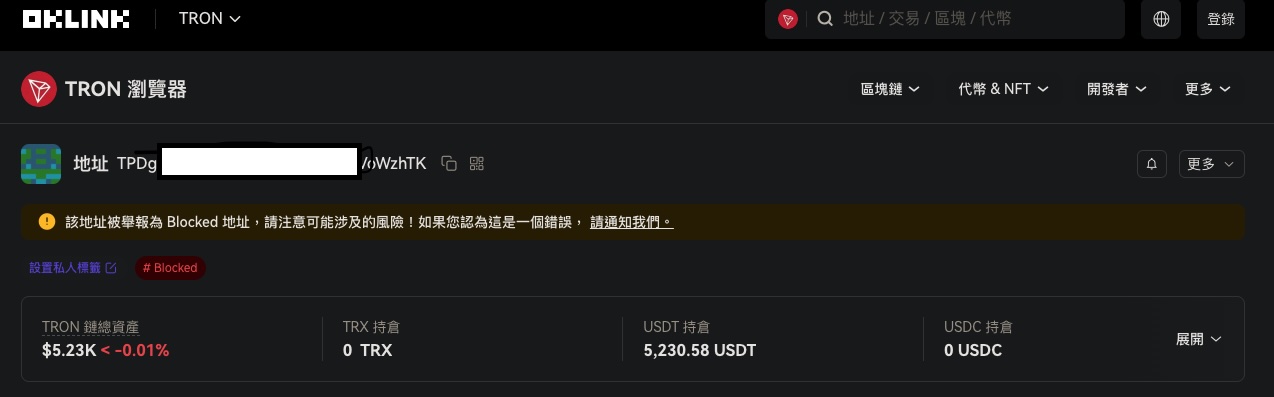 OKLINK TRON 地址 / 交易 / 區塊 / 代幣 登錄
TRON 瀏覽器 區塊鏈 代幣 & NFT 開發者 更多
地址 TPDg VoWzhTK 更多
! 該地址被舉報為 Blocked 地址，請注意可能涉及的風險！如果您認為這是一個錯誤， 請通知我們。
設置私人標籤 # Blocked
TRON 鏈總資產 TRX 持倉 USDT 持倉 USDC 持倉
$5.23K < -0.01% 0 TRX 5,230.58 USDT 0 USDC
展開